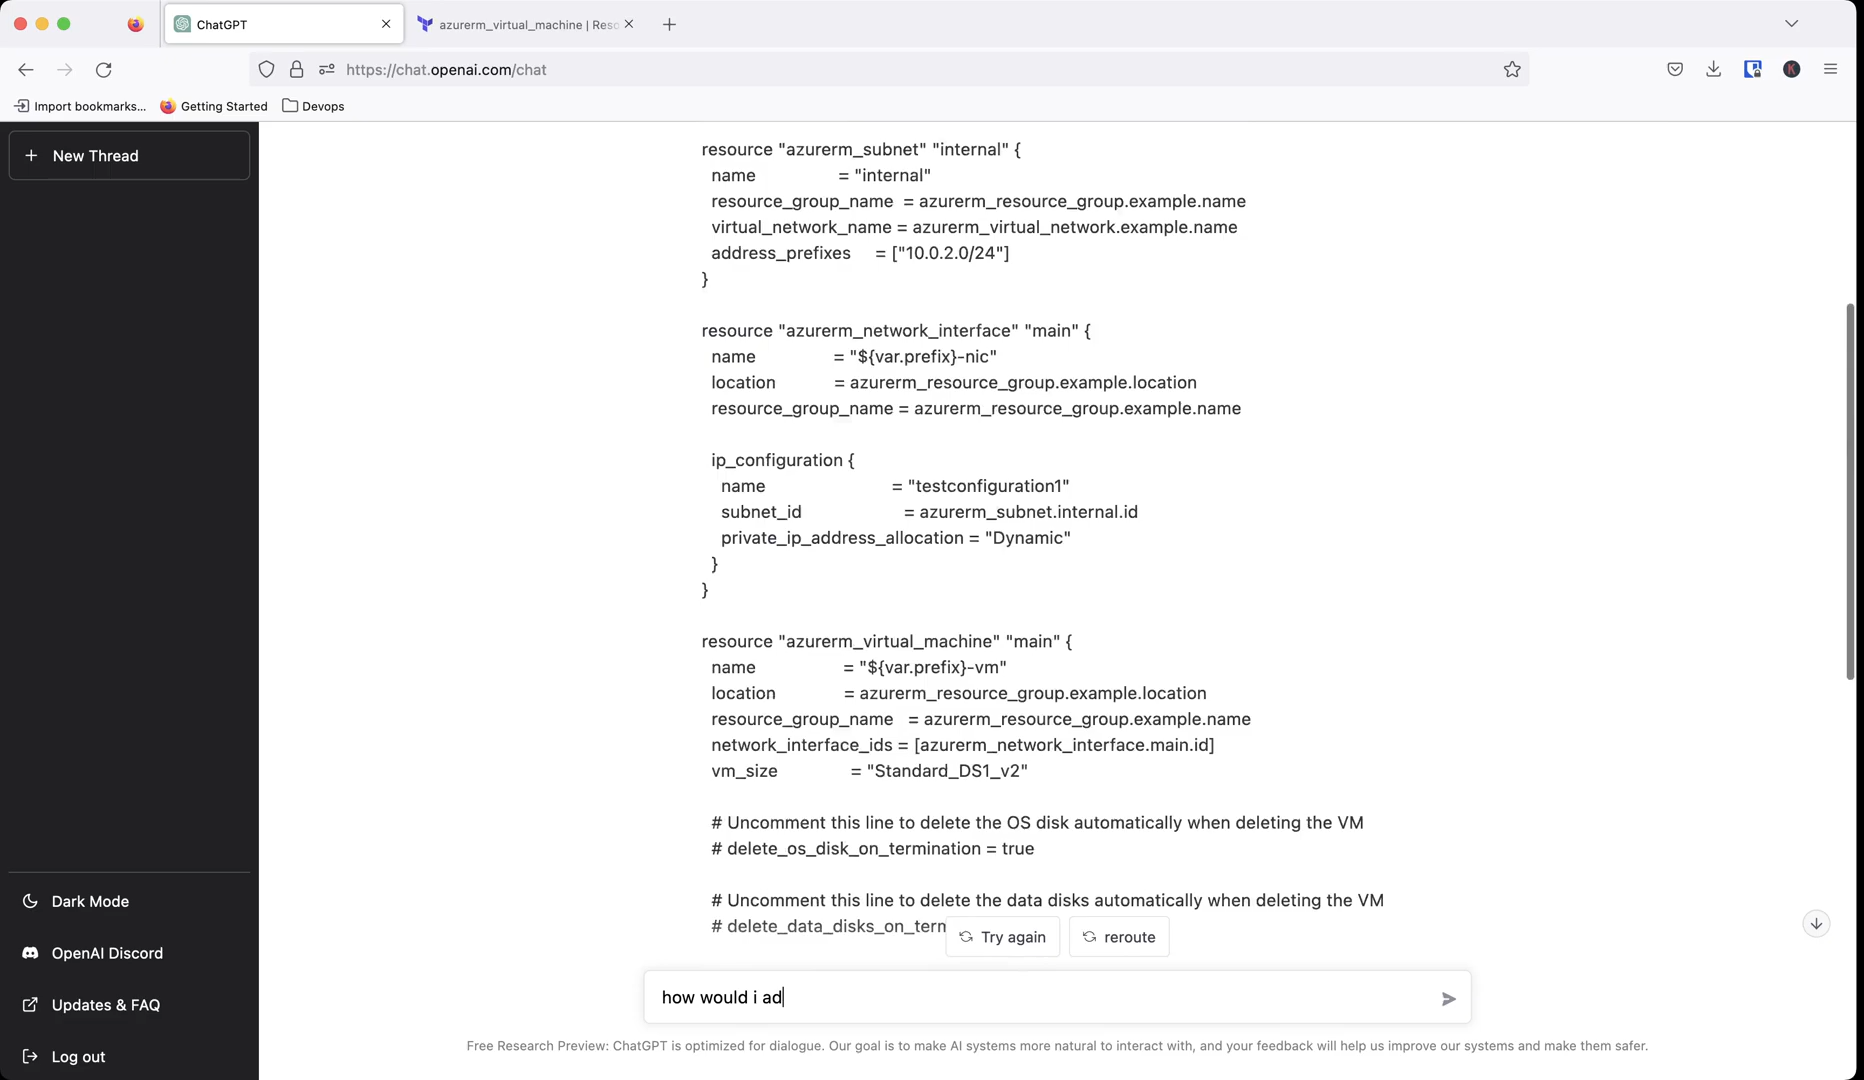 ChatGPT
azurerm_virtual_machine | Reso
https://chat.openai.com/chat
Import bookmarks...
Getting Started
Devops
New Thread
resource "azurerm_subnet" "internal" {
name = "internal"
resource_group_name = azurerm_resource_group.example.name
virtual_network_name = azurerm_virtual_network.example.name
address_prefixes = ["10.0.2.0/24"]
}
resource "azurerm_network_interface" "main" {
name = "${var.prefix}-nic"
location = azurerm_resource_group.example.location
resource_group_name = azurerm_resource_group.example.name
ip_configuration {
name = "testconfiguration1"
subnet_id = azurerm_subnet.internal.id
private_ip_address_allocation = "Dynamic"
}
}
resource "azurerm_virtual_machine" "main" {
name = "${var.prefix}-vm"
location = azurerm_resource_group.example.location
resource_group_name = azurerm_resource_group.example.name
network_interface_ids = [azurerm_network_interface.main.id]
vm_size = "Standard_DS1_v2"
# Uncomment this line to delete the OS disk automatically when deleting the VM
# delete_os_disk_on_termination = true
# Uncomment this line to delete the data disks automatically when deleting the VM
# delete_data_disks_on_term
Try again
reroute
how would i ad
Free Research Preview: ChatGPT is optimized for dialogue. Our goal is to make AI systems more natural to interact with, and your feedback will help us improve our systems and make them safer.
Dark Mode
OpenAI Discord
Updates & FAQ
Log out
K